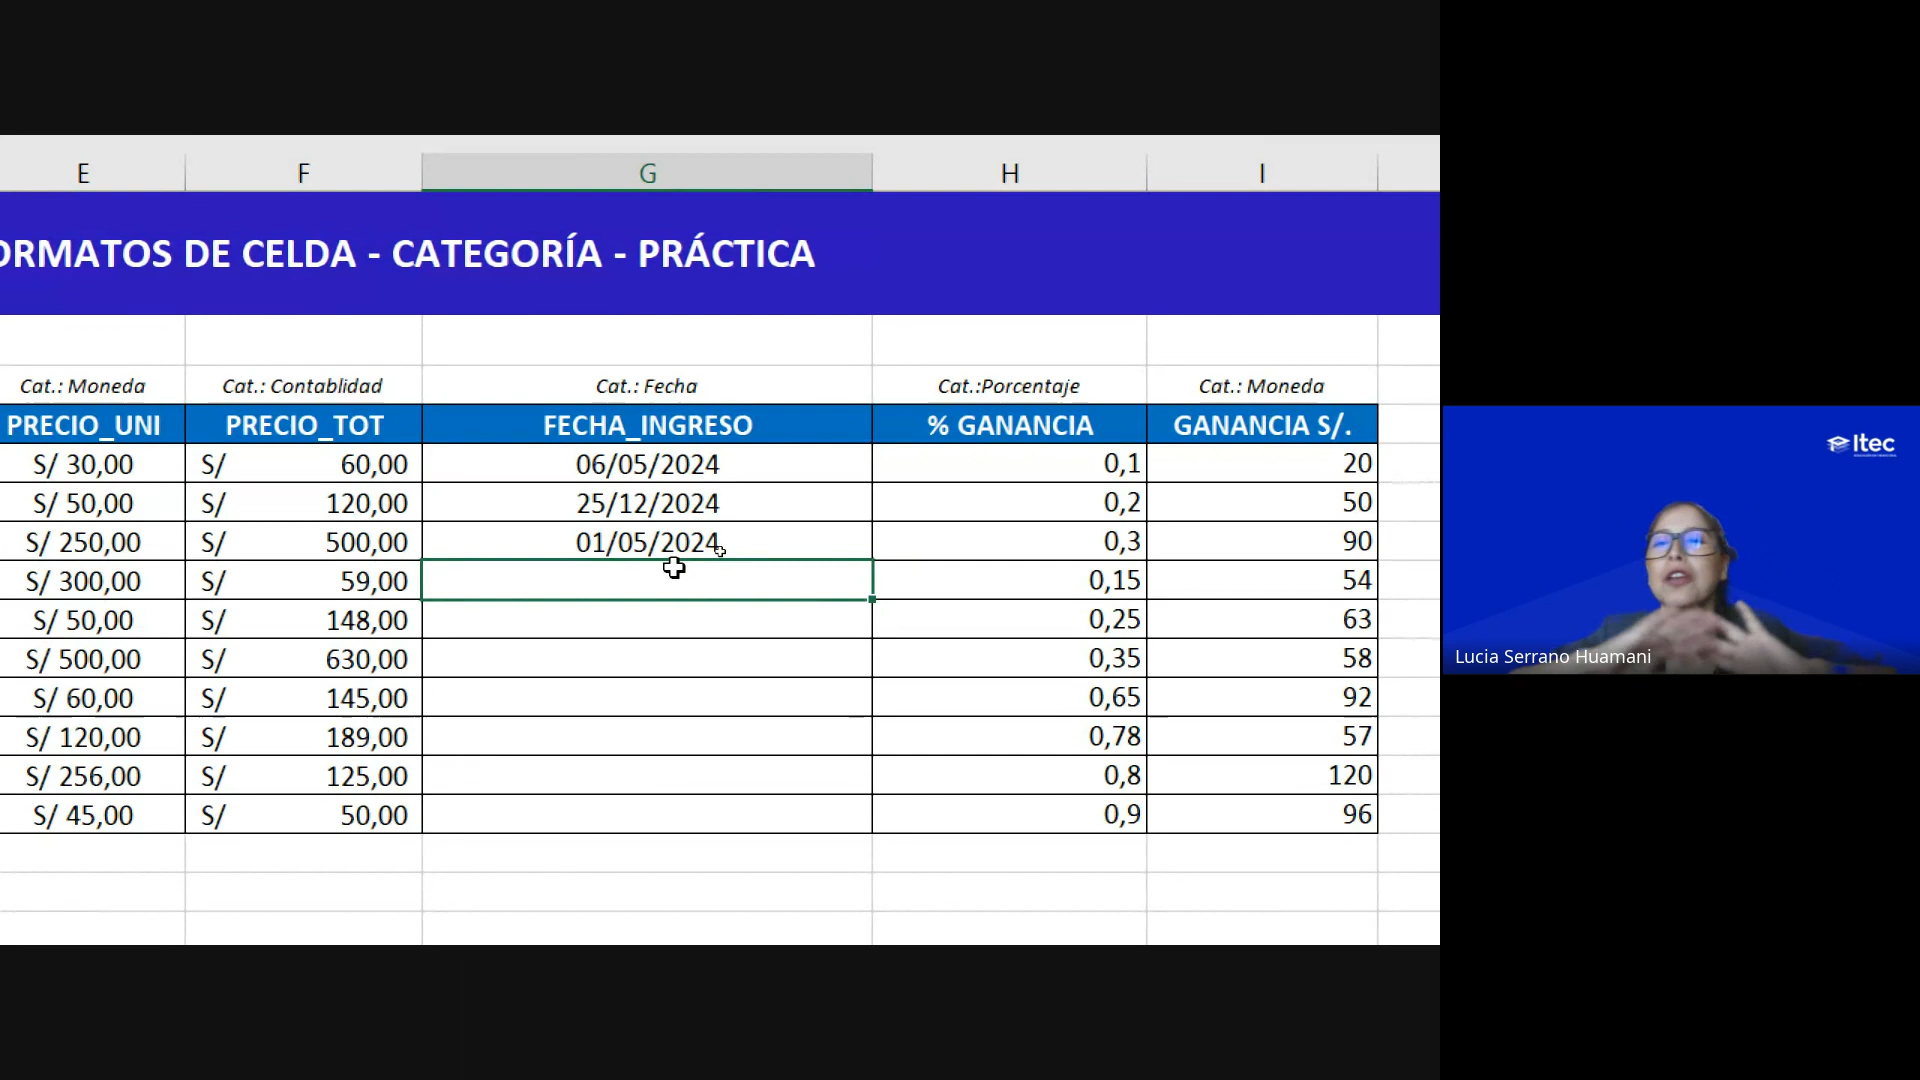 E F G H I
ORMATOS DE CELDA - CATEGORÍA - PRÁCTICA
Cat.: Moneda Cat.: Contablidad Cat.: Fecha Cat.:Porcentaje Cat.: Moneda
PRECIO_UNI PRECIO_TOT FECHA_INGRESO % GANANCIA GANANCIA S/.
S/ 30,00 S/ 60,00 06/05/2024 0,1 20
S/ 50,00 S/ 120,00 25/12/2024 0,2 50
S/ 250,00 S/ 500,00 01/05/2024 0,3 90
S/ 300,00 S/ 59,00 0,15 54
S/ 50,00 S/ 148,00 0,25 63
S/ 500,00 S/ 630,00 0,35 58
S/ 60,00 S/ 145,00 0,65 92
S/ 120,00 S/ 189,00 0,78 57
S/ 256,00 S/ 125,00 0,8 120
S/ 45,00 S/ 50,00 0,9 96
Itec
Lucia Serrano Huamani